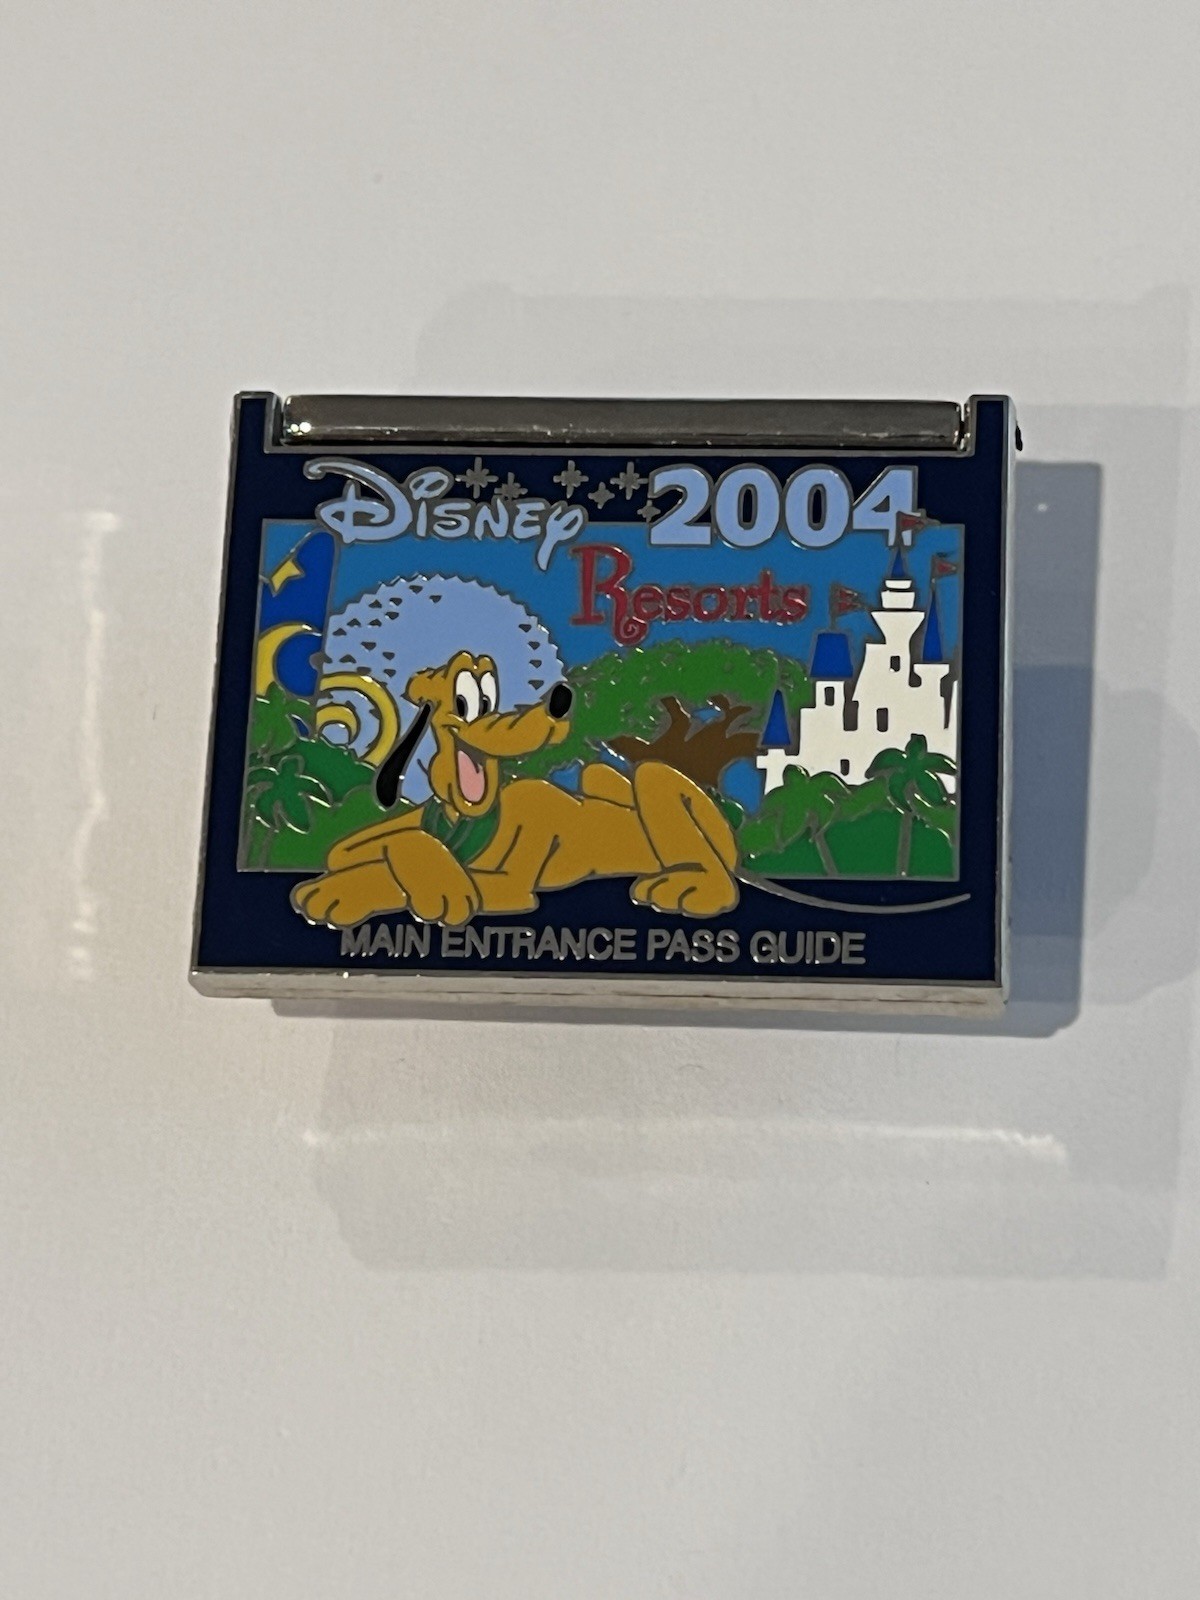 Disney 2004
Resorts
MAIN ENTRANCE PASS GUIDE